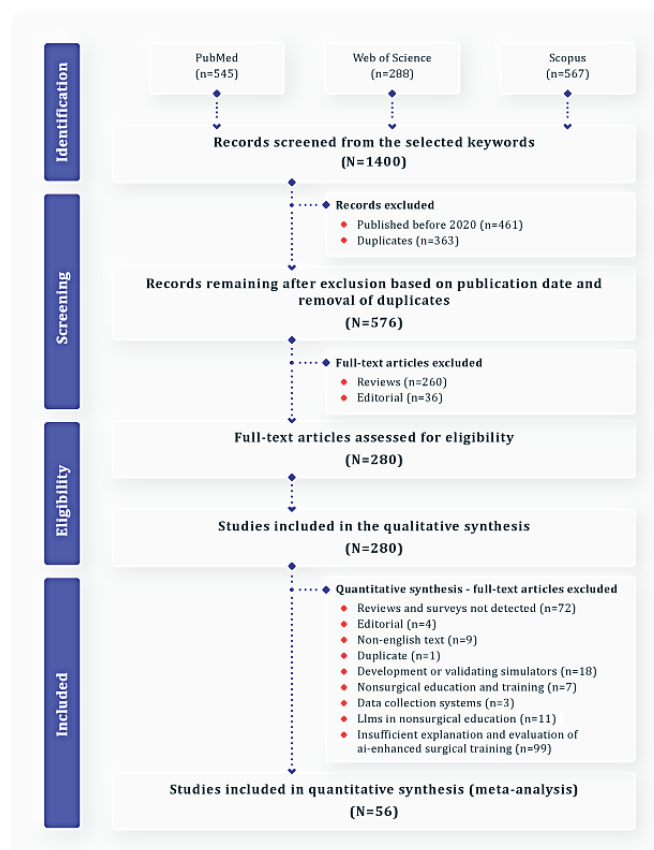 Identification
PubMed
(n=545)
Web of Science
(n=288)
Scopus
(n=567)
Records screened from the selected keywords
(N=1400)
Screening
Records excluded
Published before 2020 (n=461)
Duplicates (n=363)
Records remaining after exclusion based on publication date and
removal of duplicates
(N=576)
Full-text articles excluded
Reviews (n=260)
Editorial (n=36)
Eligibility
Full-text articles assessed for eligibility
(N=280)
Studies included in the qualitative synthesis
(N=280)
Included
Quantitative synthesis - full-text articles excluded
Reviews and surveys not detected (n=72)
Editorial (n=4)
Non-english text (n=9)
Duplicate (n=1)
Development or validating simulators (n=18)
Nonsurgical education and training (n=7)
Data collection systems (n=3)
Llms in nonsurgical education (n=11)
Insufficient explanation and evaluation of
ai-enhanced surgical training (n=99)
Studies included in quantitative synthesis (meta-analysis)
(N=56)